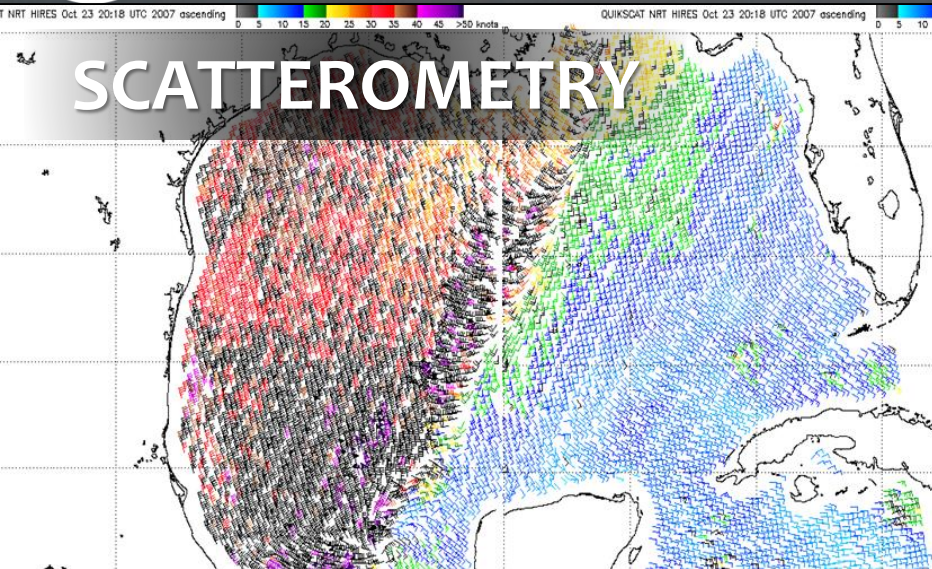 T NRT HIRES Oct 23 20:18 UTC 2007 ascending
0 5 10 15 20 25 30 35 40 45 >50 knots
QUIKSCAT NRT HIRES Oct 23 20:18 UTC 2007 ascending
0 5 10
SCATTEROMETRY